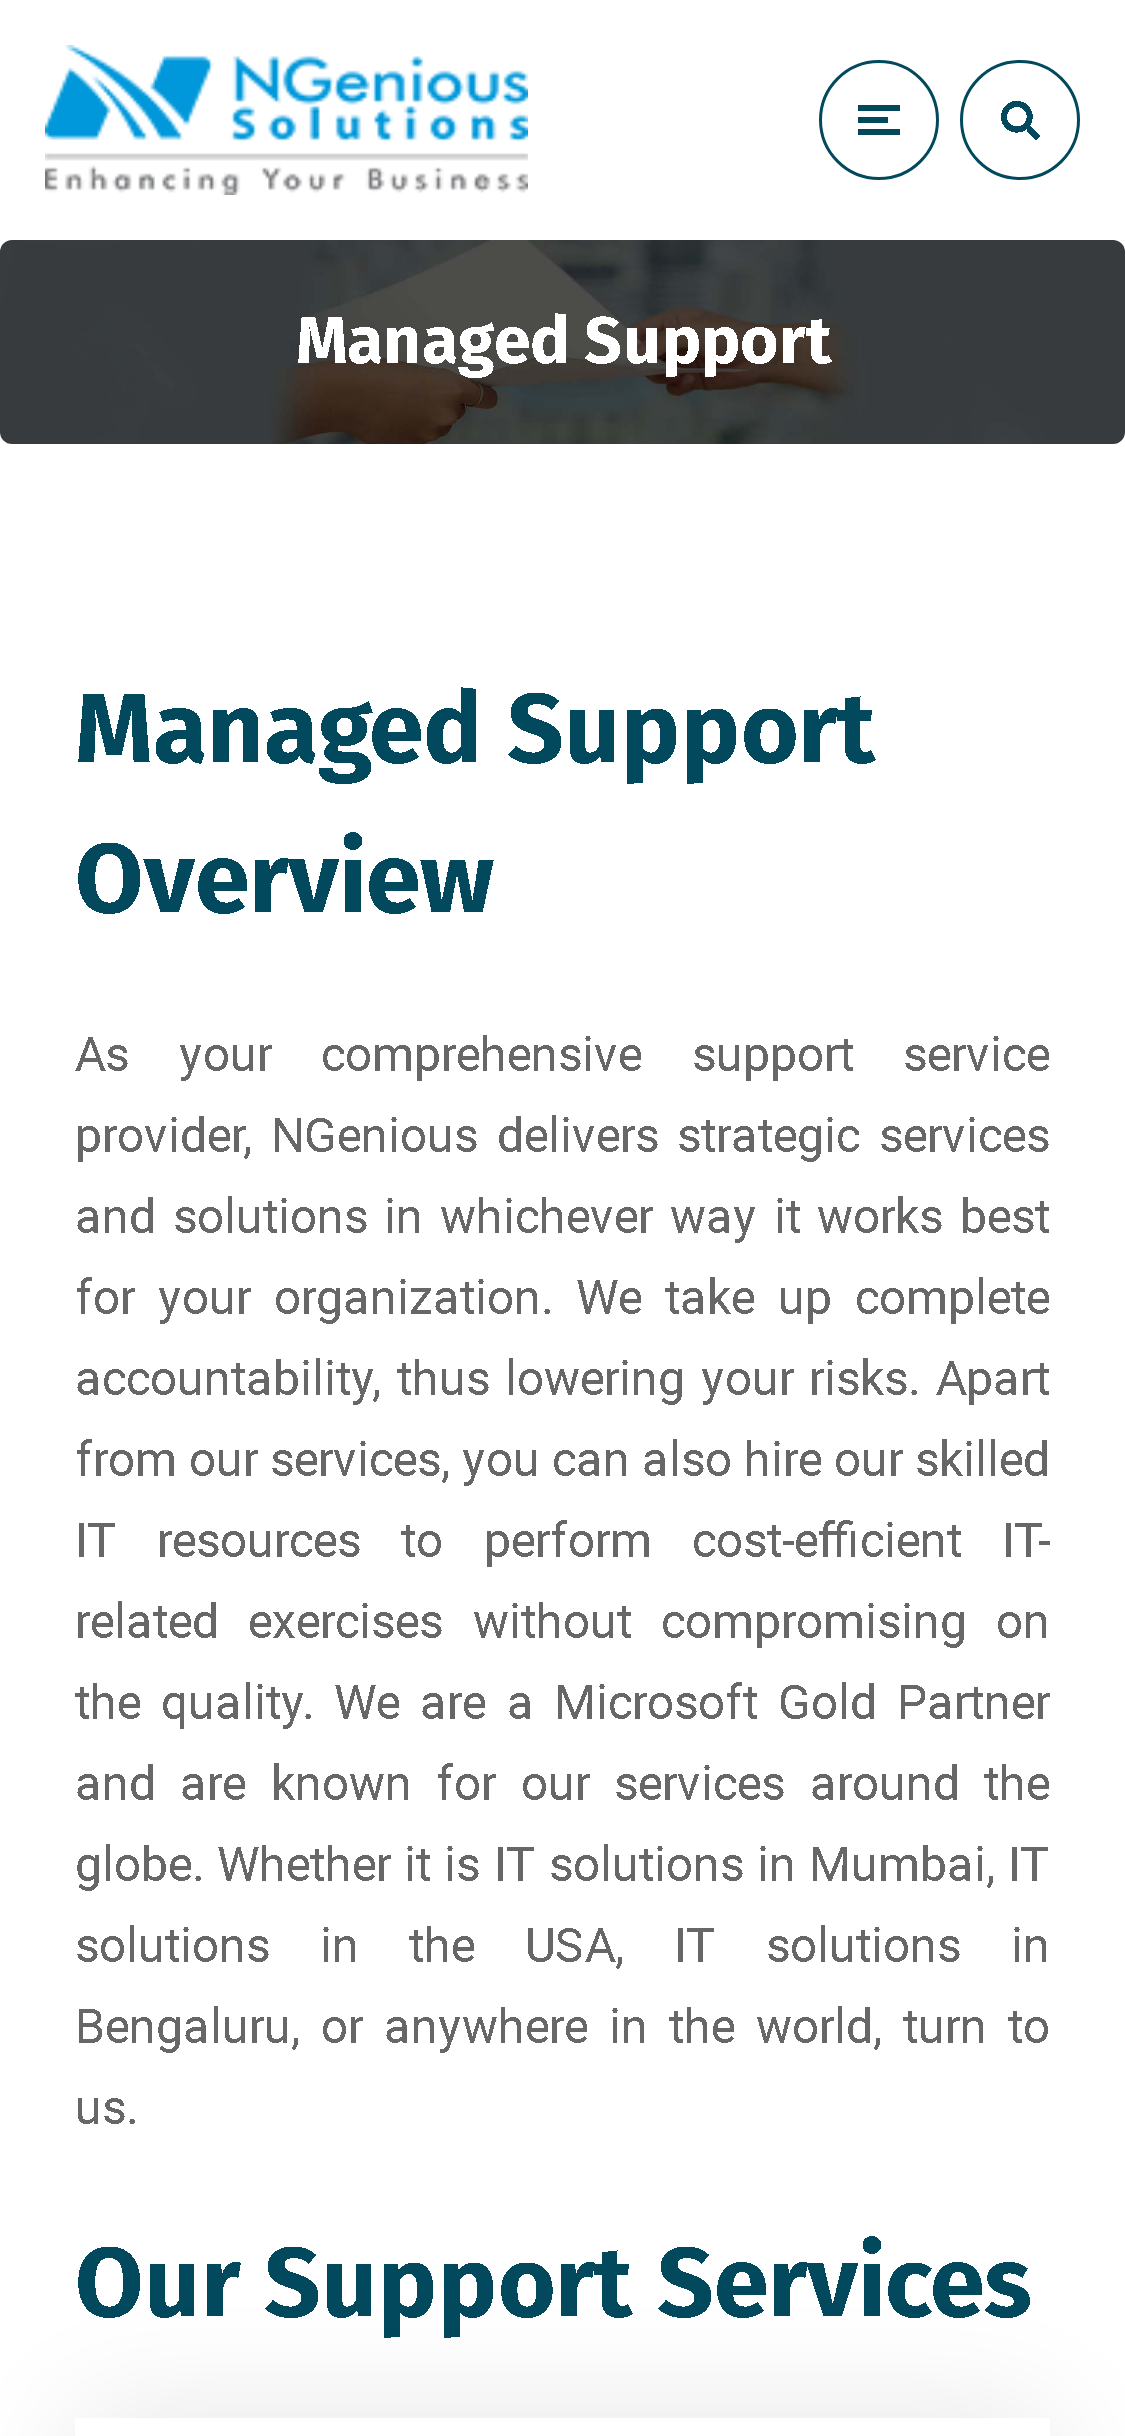 NGenious
Solutions
Enhancing Your Business
Managed Support
Managed Support
Overview
As your comprehensive support service
provider, NGenious delivers strategic services
and solutions in whichever way it works best
for your organization. We take up complete
accountability, thus lowering your risks. Apart
from our services, you can also hire our skilled
IT resources to perform cost-efficient IT-
related exercises without compromising on
the quality. We are a Microsoft Gold Partner
and are known for our services around the
globe. Whether it is IT solutions in Mumbai, IT
solutions in the USA, IT solutions in
Bengaluru, or anywhere in the world, turn to
us.
Our Support Services